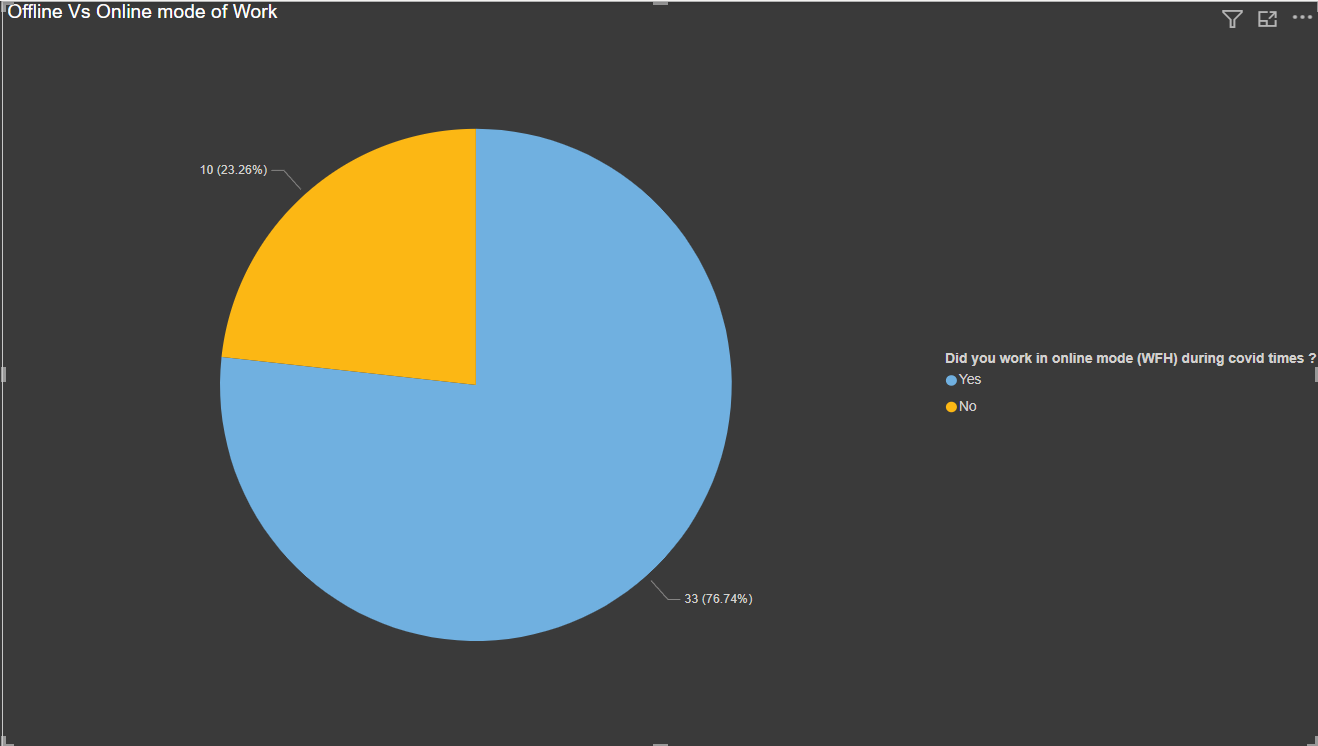 Offline Vs Online mode of Work
10 (23.26%)
Did you work in online mode (WFH) during covid times ?
Yes
No
33 (76.74%)